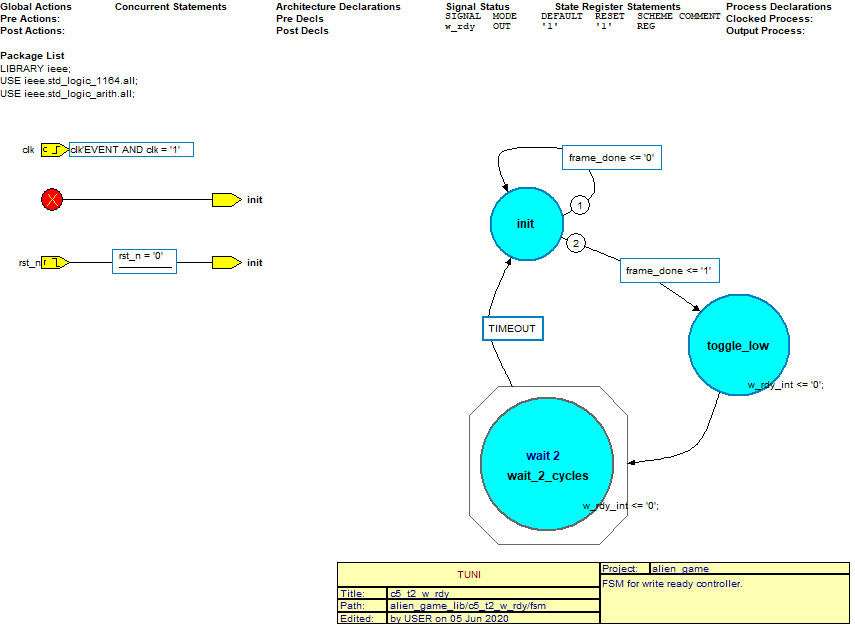 Global Actions
Pre Actions:
Post Actions:
Concurrent Statements
Architecture Declarations
Pre Decls
Post Decls
Signal Status
SIGNAL MODE
w_rdy OUT
State Register Statements
DEFAULT RESET SCHEME COMMENT
'1' '1' REG
Process Declarations
Clocked Process:
Output Process:
Package List
LIBRARY ieee;
USE ieee.std_logic_1164.all;
USE ieee.std_logic_arith.all;
clk c clk'EVENT AND clk = '1'
init
rst_n r rst_n = '0' init
frame_done <= '0'
1
init
2
frame_done <= '1'
TIMEOUT
toggle_low
w_rdy_int <= '0';
wait 2
wait_2_cycles
w_rdy_int <= '0';
TUNI
Title: c5_t2_w_rdy
Path: alien_game_lib/c5_t2_w_rdy/fsm
Edited: by USER on 05 Jun 2020
Project: alien_game
FSM for write ready controller.